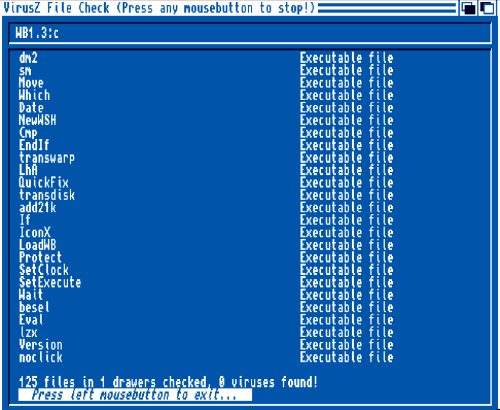 VirusZ File Check (Press any mousebutton to stop!)
WB1.3:c
dm2 Executable file
sm Executable file
Move Executable file
Which Executable file
Date Executable file
NewWSH Executable file
Cmp Executable file
EndIf Executable file
transwarp Executable file
LhA Executable file
QuickFix Executable file
transdisk Executable file
add21k Executable file
If Executable file
IconX Executable file
LoadWB Executable file
Protect Executable file
SetClock Executable file
SetExecute Executable file
Wait Executable file
besel Executable file
Eval Executable file
lzx Executable file
Version Executable file
noclick Executable file
125 files in 1 drawers checked, 0 viruses found!
Press left mousebutton to exit...